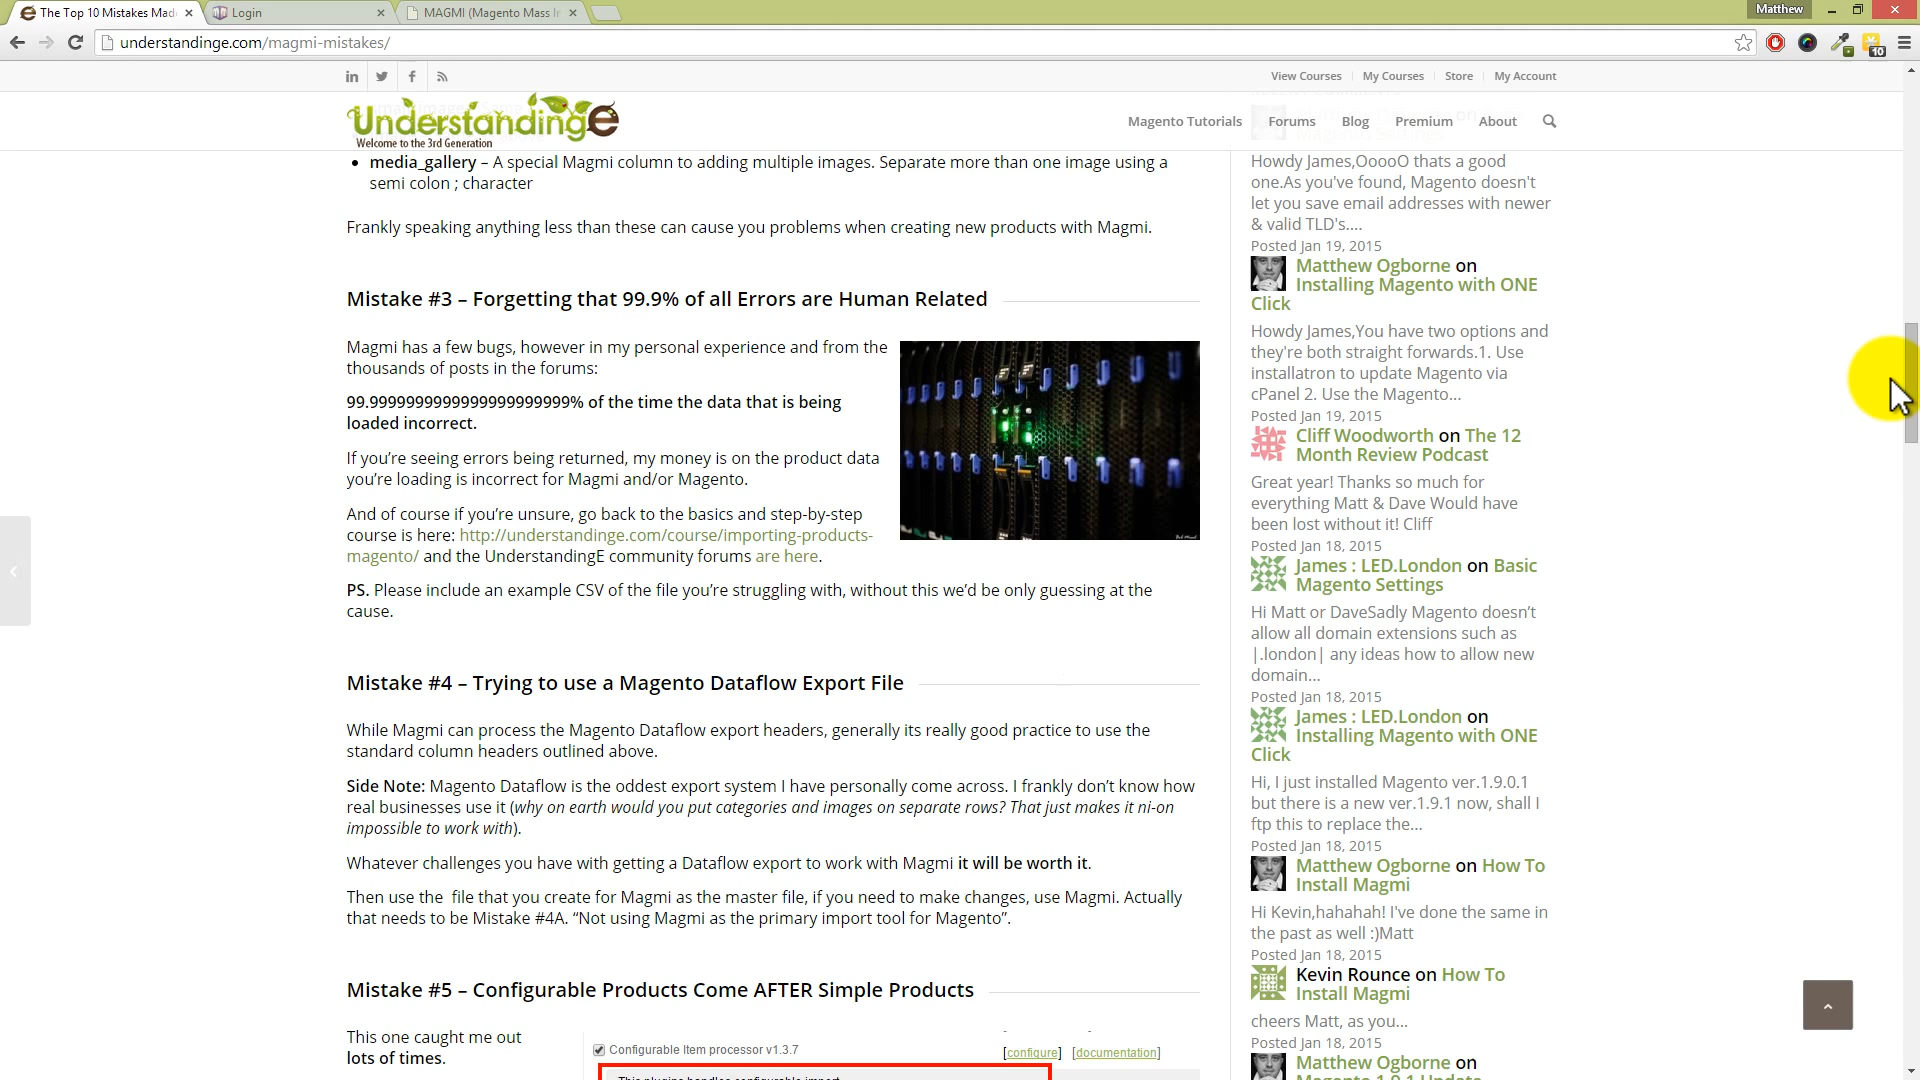 The Top 10 Mistakes Mad
Login
MAGMI (Magento Mass In
Matthew
understandinge.com/magmi-mistakes/
10
View Courses
My Courses
Store
My Account
UnderstandingE
Welcome to the 3rd Generation
Magento Tutorials
Forums
Blog
Premium
About
media_gallery – A special Magmi column to adding multiple images. Separate more than one image using a
semi colon ; character
Frankly speaking anything less than these can cause you problems when creating new products with Magmi.
Mistake #3 – Forgetting that 99.9% of all Errors are Human Related
Magmi has a few bugs, however in my personal experience and from the
thousands of posts in the forums:
99.9999999999999999999999% of the time the data that is being
loaded incorrect.
If you’re seeing errors being returned, my money is on the product data
you’re loading is incorrect for Magmi and/or Magento.
And of course if you’re unsure, go back to the basics and step-by-step
course is here: http://understandinge.com/course/importing-products-
magento/ and the UnderstandingE community forums are here.
PS. Please include an example CSV of the file you’re struggling with, without this we’d be only guessing at the
cause.
Mistake #4 – Trying to use a Magento Dataflow Export File
While Magmi can process the Magento Dataflow export headers, generally its really good practice to use the
standard column headers outlined above.
Side Note: Magento Dataflow is the oddest export system I have personally come across. I frankly don’t know how
real businesses use it (why on earth would you put categories and images on separate rows? That just makes it ni-on
impossible to work with).
Whatever challenges you have with getting a Dataflow export to work with Magmi it will be worth it.
Then use the  file that you create for Magmi as the master file, if you need to make changes, use Magmi. Actually
that needs to be Mistake #4A. “Not using Magmi as the primary import tool for Magento”.
Mistake #5 – Configurable Products Come AFTER Simple Products
This one caught me out
lots of times.
Configurable Item processor v1.3.7
[configure] [documentation]
This plugins handles configurable import
Howdy James,OoooO thats a good
one.As you've found, Magento doesn't
let you save email addresses with newer
& valid TLD's....
Posted Jan 19, 2015
Matthew Ogborne on
Installing Magento with ONE
Click
Howdy James,You have two options and
they're both straight forwards.1. Use
installatron to update Magento via
cPanel 2. Use the Magento...
Posted Jan 19, 2015
Cliff Woodworth on The 12
Month Review Podcast
Great year! Thanks so much for
everything Matt & Dave Would have
been lost without it! Cliff
Posted Jan 18, 2015
James : LED.London on Basic
Magento Settings
Hi Matt or DaveSadly Magento doesn’t
allow all domain extensions such as
|.london| any ideas how to allow new
domain...
Posted Jan 18, 2015
James : LED.London on
Installing Magento with ONE
Click
Hi, I just installed Magento ver.1.9.0.1
but there is a new ver.1.9.1 now, shall I
ftp this to replace the...
Posted Jan 18, 2015
Matthew Ogborne on How To
Install Magmi
Hi Kevin,hahahah! I've done the same in
the past as well :)Matt
Posted Jan 18, 2015
Kevin Rounce on How To
Install Magmi
cheers Matt, as you...
Posted Jan 18, 2015
Matthew Ogborne on
Magento 1.9.1 Update